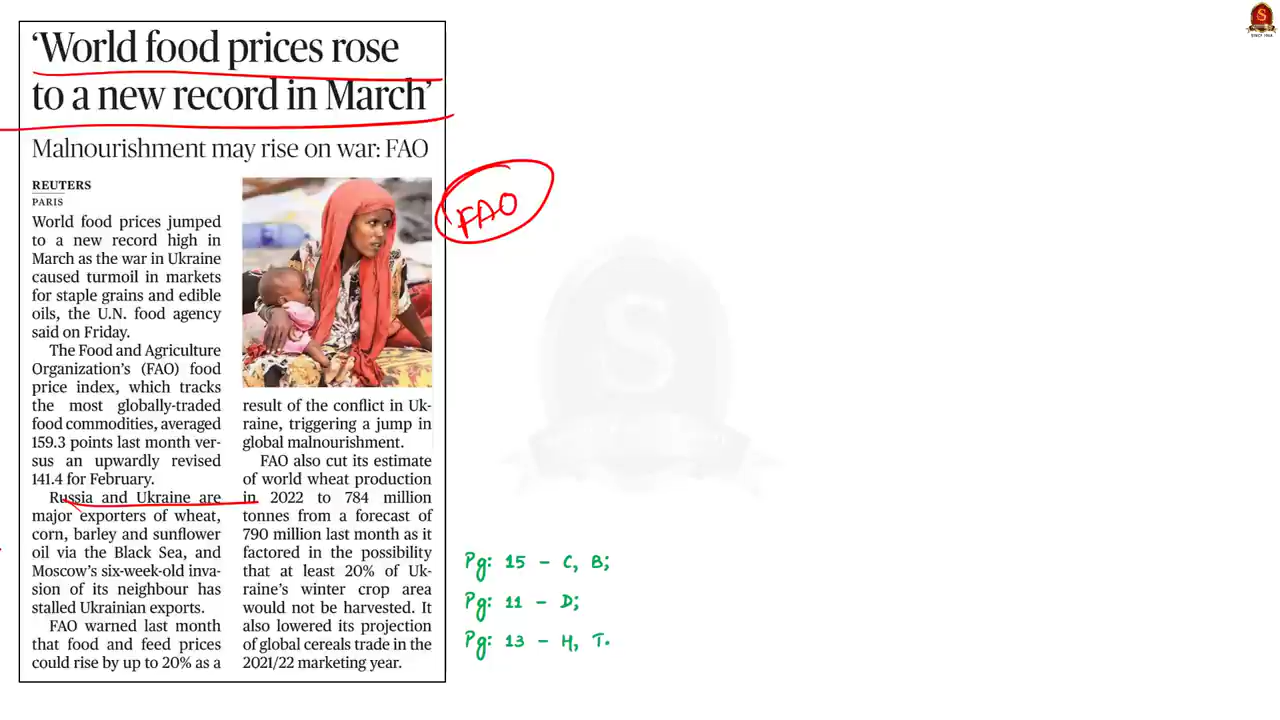 ‘World food prices rose
to a new record in March’
Malnourishment may rise on war: FAO
REUTERS
PARIS
World food prices jumped
to a new record high in
March as the war in Ukraine
caused turmoil in markets
for staple grains and edible
oils, the U.N. food agency
said on Friday.
The Food and Agriculture
Organization’s (FAO) food
price index, which tracks
the most globally-traded
food commodities, averaged
159.3 points last month ver-
sus an upwardly revised
141.4 for February.
Russia and Ukraine are
major exporters of wheat,
corn, barley and sunflower
oil via the Black Sea, and
Moscow’s six-week-old inva-
sion of its neighbour has
stalled Ukrainian exports.
FAO warned last month
that food and feed prices
could rise by up to 20% as a
result of the conflict in Uk-
raine, triggering a jump in
global malnourishment.
FAO also cut its estimate
of world wheat production
in 2022 to 784 million
tonnes from a forecast of
790 million last month as it
factored in the possibility
that at least 20% of Uk-
raine’s winter crop area
would not be harvested. It
also lowered its projection
of global cereals trade in the
2021/22 marketing year.
FAO
Pg: 15 – C, B;
Pg: 11 – D;
Pg: 13 – H, T.
S
SINCE 1984
S